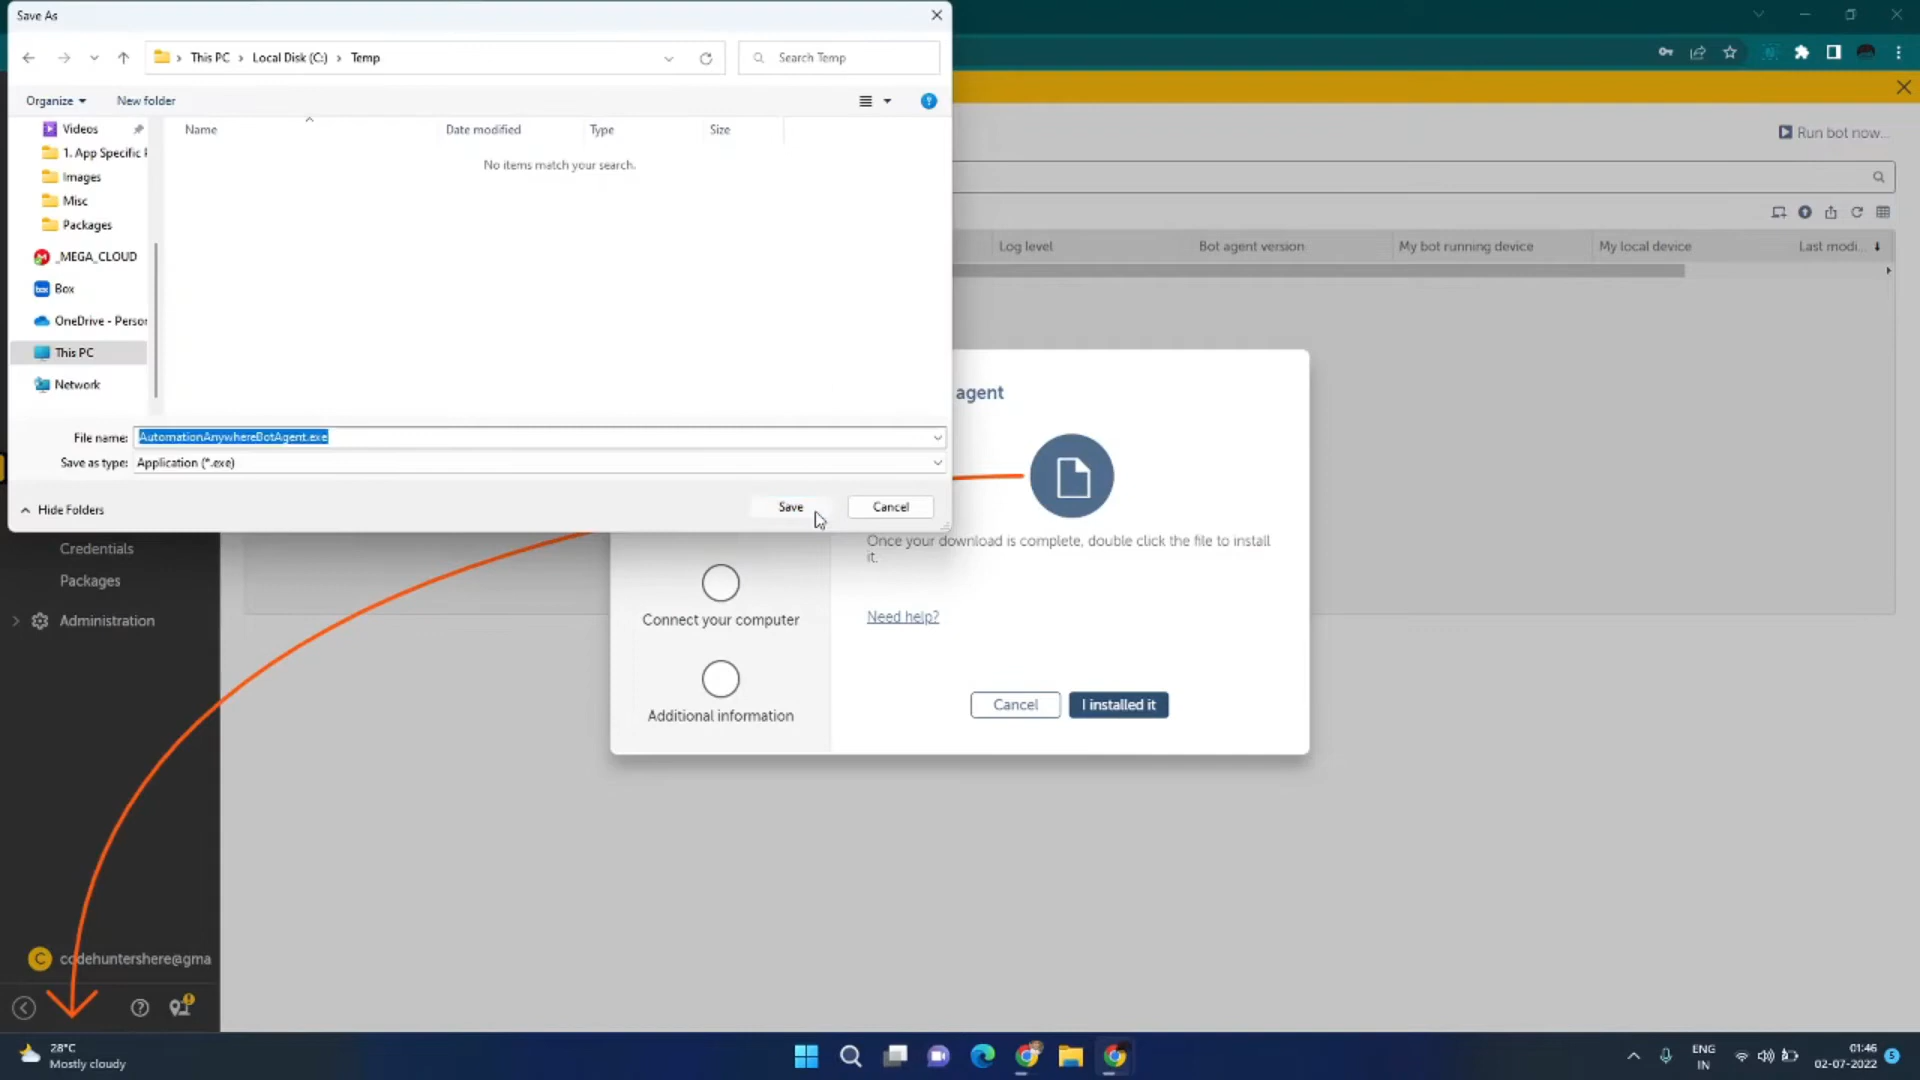 Save As
This PC
Local Disk (C:)
Temp
Search Temp
Organize
New folder
Name
Date modified
Type
Size
No items match your search.
Videos
1. App Specific
Images
Misc
Packages
_MEGA_CLOUD
Box
OneDrive - Person
This PC
Network
File name:
AutomationAnywhereBotAgent.exe
Save as type:
Application (*.exe)
Hide Folders
Save
Cancel
Run bot now...
Log level
Bot agent version
My bot running device
My local device
Last modi...
agent
Once your download is complete, double click the file to install
it.
Need help?
Connect your computer
Additional information
Cancel
I installed it
Credentials
Packages
Administration
C
codehuntershere@gma
28°C
Mostly cloudy
ENG
IN
01:46
02-07-2022
5